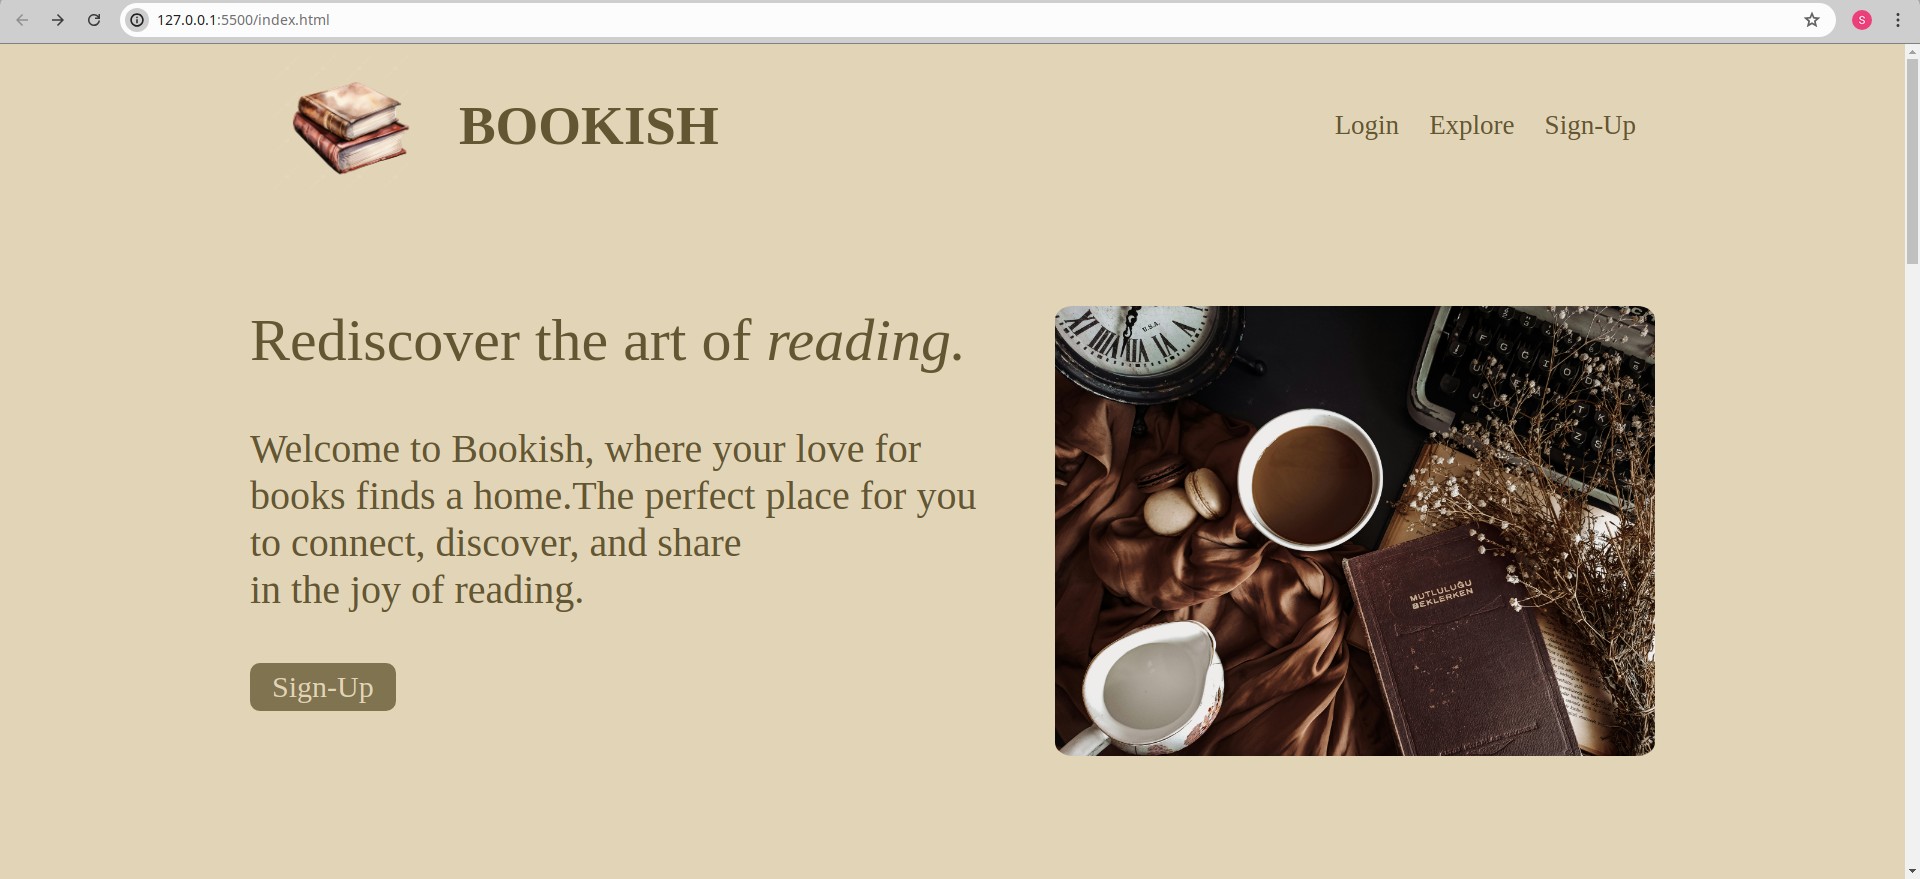 127.0.0.1:5500/index.html
S
BOOKISH
Login Explore Sign-Up
Rediscover the art of reading.
Welcome to Bookish, where your love for
books finds a home.The perfect place for you
to connect, discover, and share
in the joy of reading.
Sign-Up
U.S.A.
MUTLULUĞU
BEKLERKEN